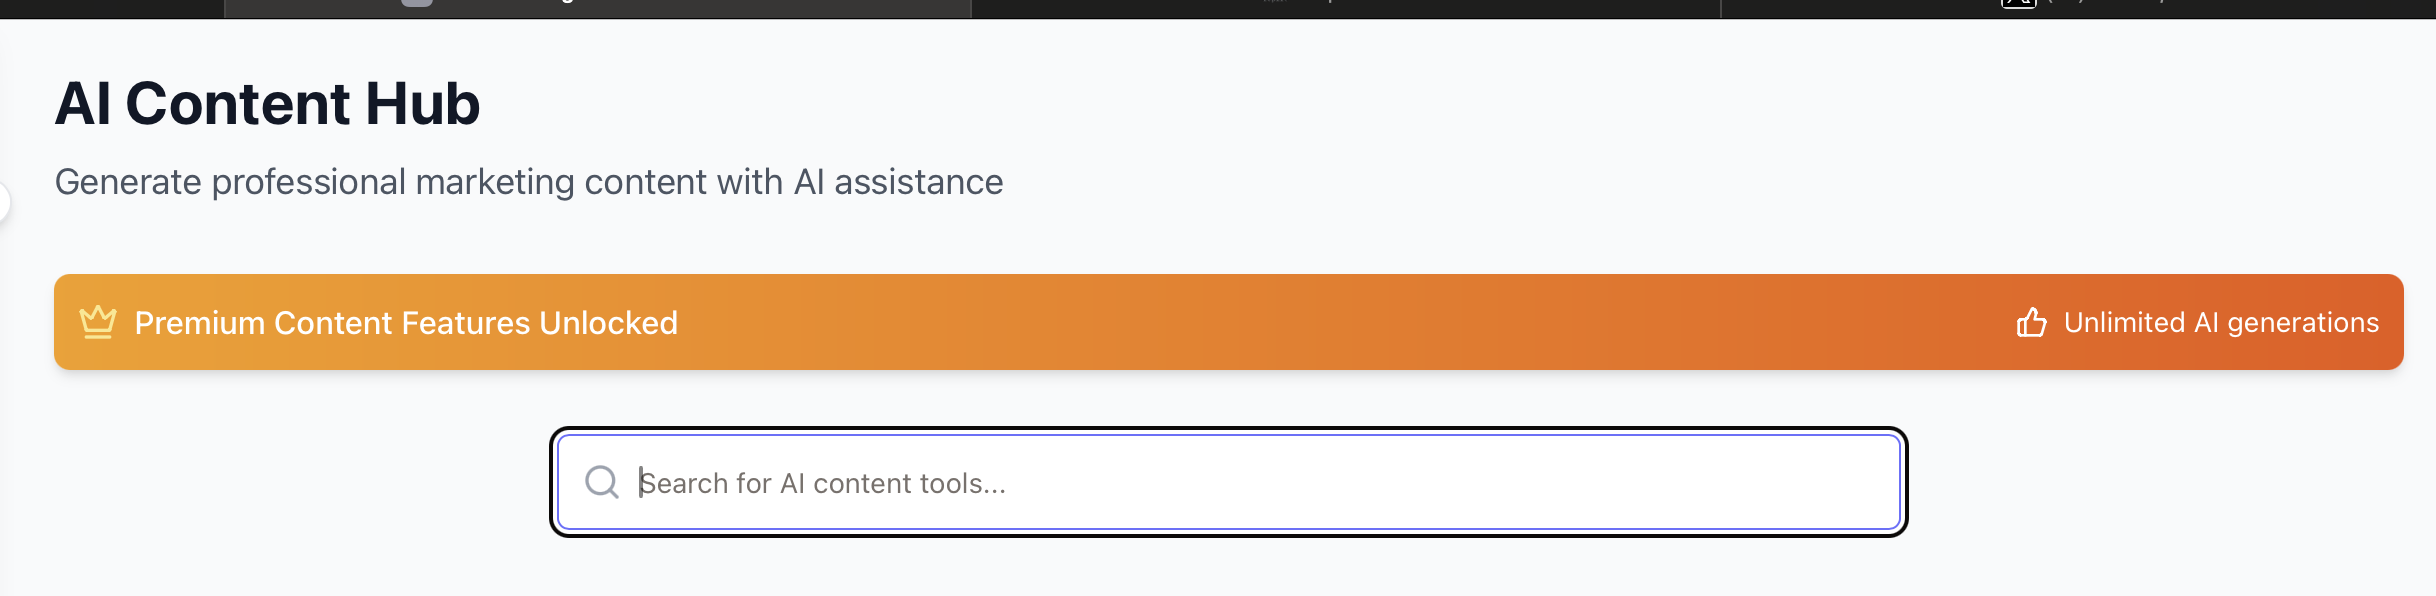 AI Content Hub
Generate professional marketing content with AI assistance
Premium Content Features Unlocked
Unlimited AI generations
Search for AI content tools...